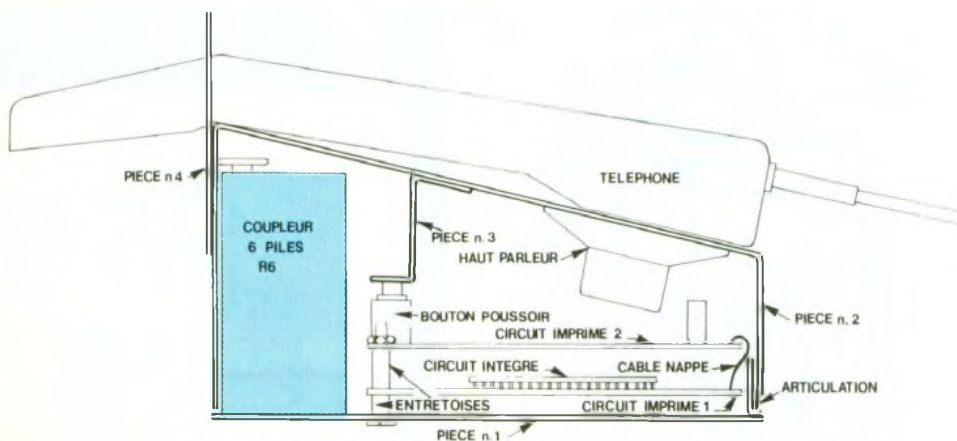 PIECE n4
TELEPHONE
COUPLEUR
6 PILES
R6
PIECE n. 3
HAUT PARLEUR
BOUTON POUSSOIR
PIECE n. 2
CIRCUIT IMPRIME 2
CIRCUIT INTEGRE
CABLE NAPPE
ARTICULATION
ENTRETOISES
CIRCUIT IMPRIME 1
PIECE n.1